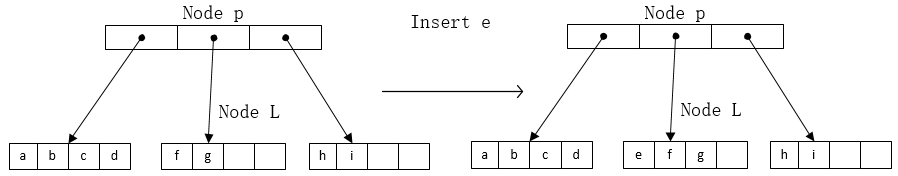 Node p
Insert e
Node p
Node L
Node L
a b c d
f g
h i
a b c d
e f g
h i